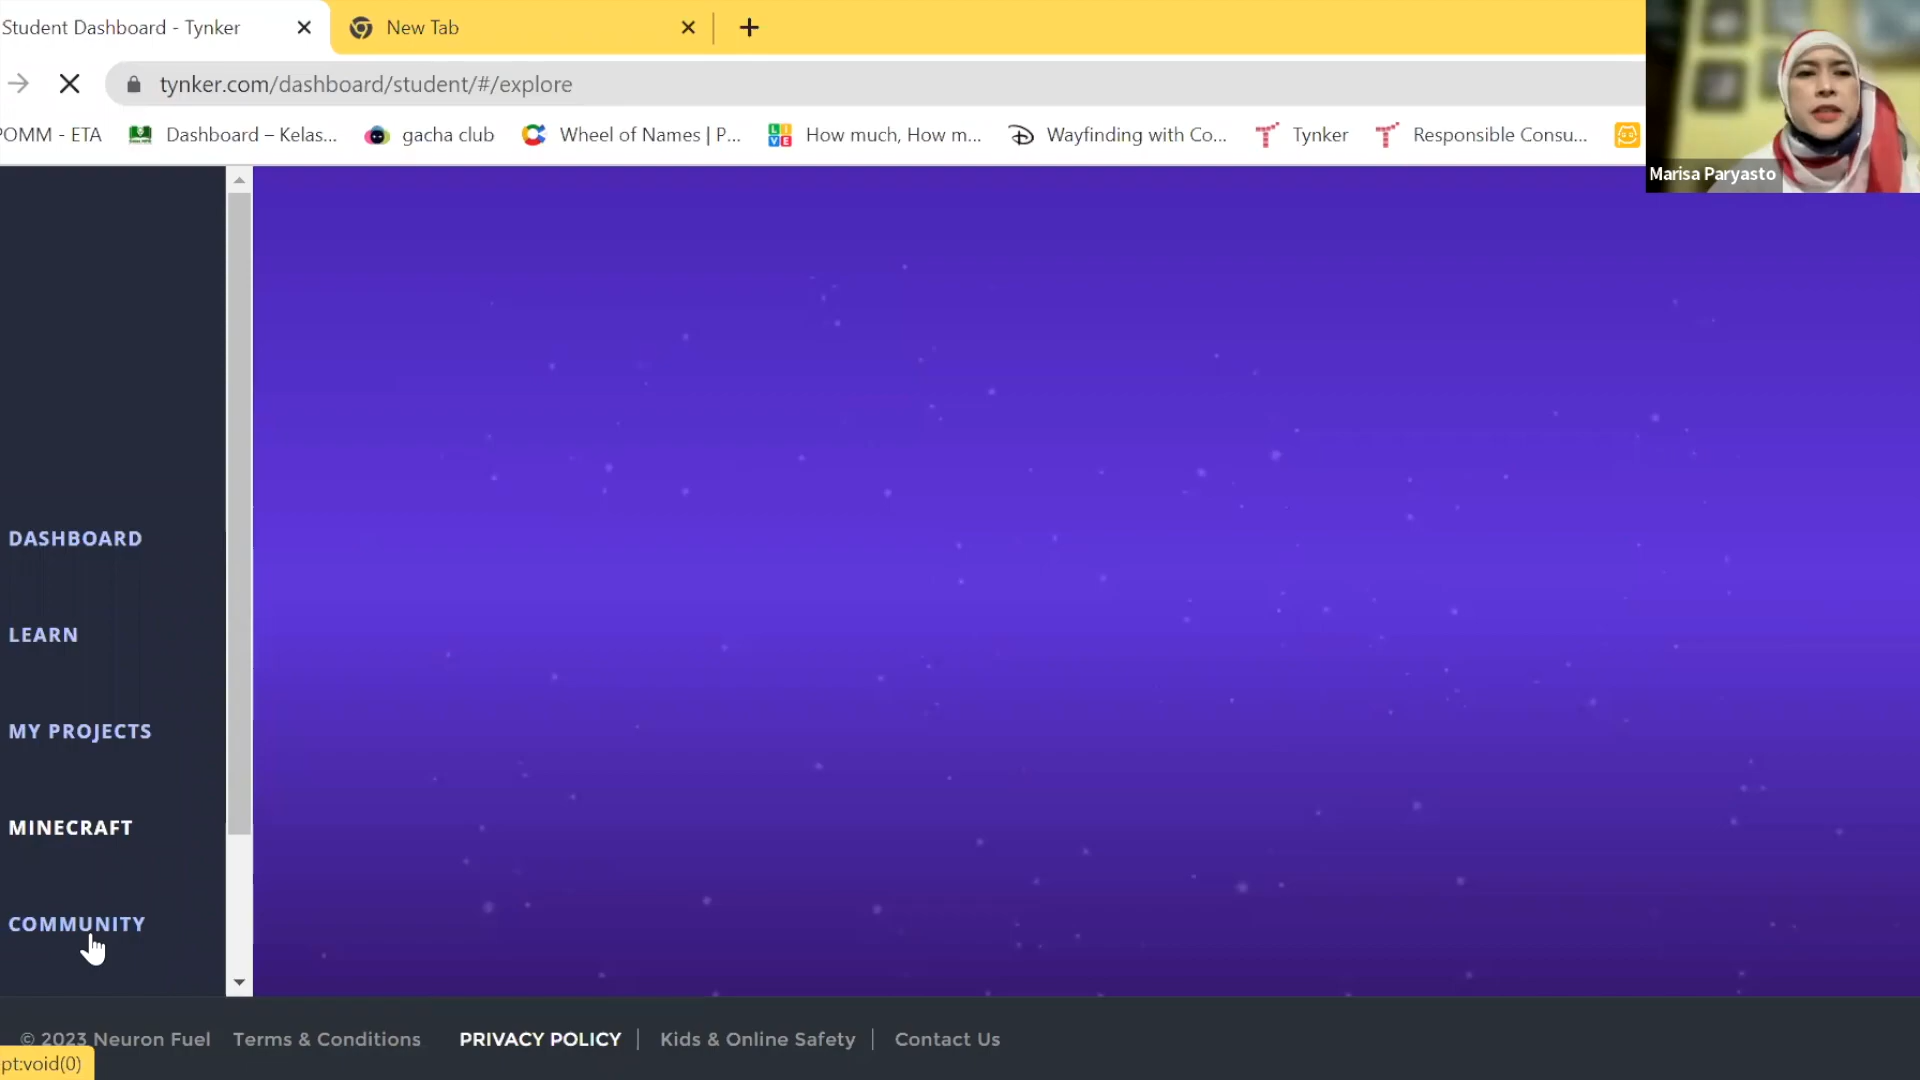 Student Dashboard - Tynker
New Tab
tynker.com/dashboard/student/#/explore
POMM - ETA
Dashboard – Kelas...
gacha club
Wheel of Names | P...
LIVE
How much, How m...
Wayfinding with Co...
Tynker
Responsible Consu...
Marisa Paryasto
DASHBOARD
LEARN
MY PROJECTS
MINECRAFT
COMMUNITY
© 2023 Neuron Fuel
Terms & Conditions
PRIVACY POLICY
Kids & Online Safety
Contact Us
pt:void(0)